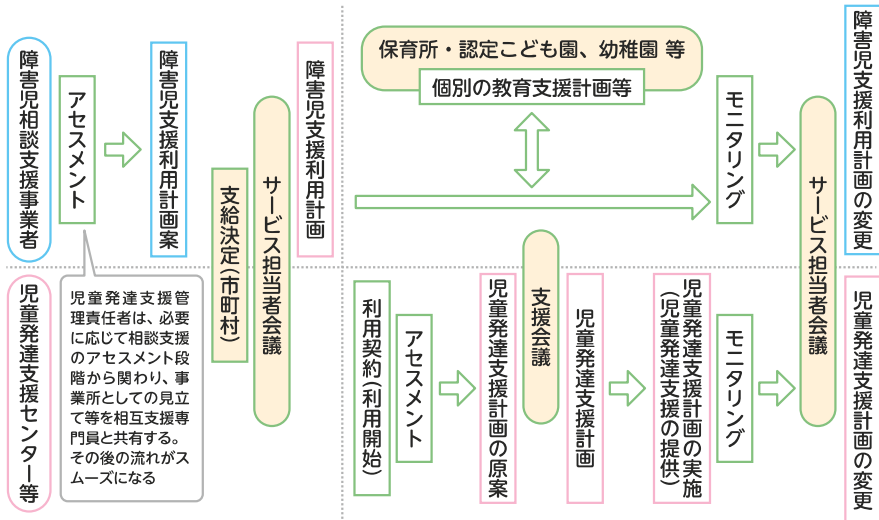 障害児相談支援事業者
アセスメント
障害児支援利用計画案
支給決定(市町村)
サービス担当者会議
障害児支援利用計画
保育所・認定こども園、幼稚園 等
個別の教育支援計画等
モニタリング
サービス担当者会議
障害児支援利用計画の変更
児童発達支援センター等
児童発達支援管
理責任者は、必要
に応じて相談支援
のアセスメント段
階から関わり、事
業所としての見立
て等を相互支援専
門員と共有する。
その後の流れがス
ムーズになる
利用契約(利用開始)
アセスメント
児童発達支援計画の原案
支援会議
児童発達支援計画
児童発達支援計画の実施
(児童発達支援の提供)
モニタリング
児童発達支援計画の変更